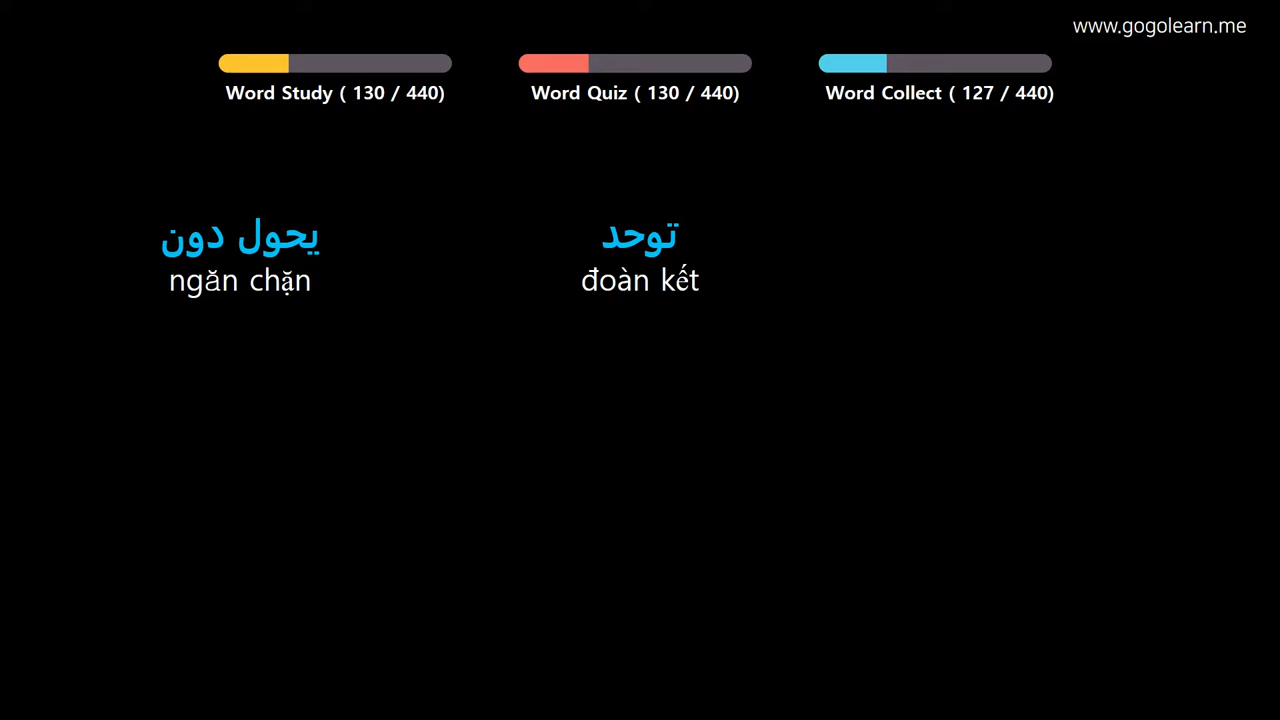 www.gogolearn.me
Word Study ( 130 / 440)
Word Quiz ( 130 / 440)
Word Collect ( 127 / 440)
يحول دون
ngăn chặn
توحد
đoàn kết